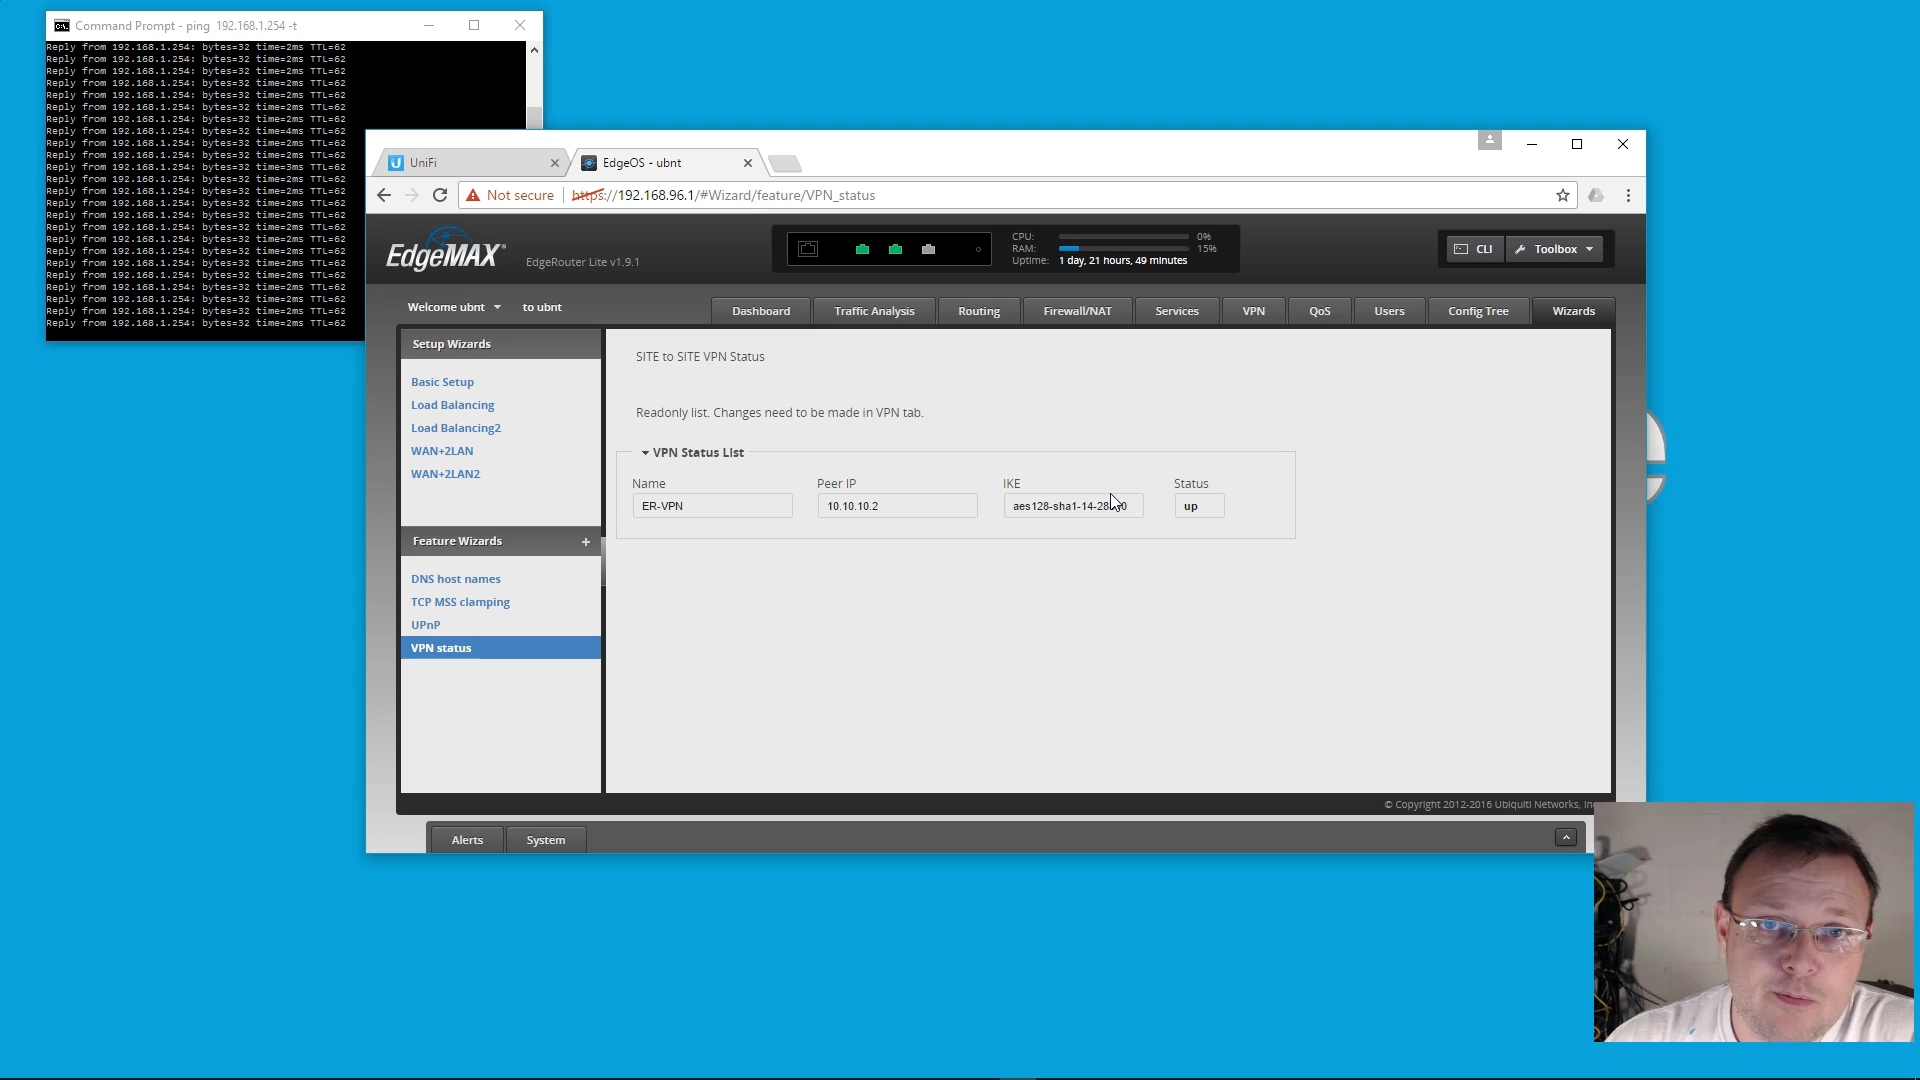 Command Prompt - ping 192.168.1.254 -t
Reply from 192.168.1.254: bytes=32 time=2ms TTL=62
Reply from 192.168.1.254: bytes=32 time=2ms TTL=62
Reply from 192.168.1.254: bytes=32 time=2ms TTL=62
Reply from 192.168.1.254: bytes=32 time=2ms TTL=62
Reply from 192.168.1.254: bytes=32 time=2ms TTL=62
Reply from 192.168.1.254: bytes=32 time=2ms TTL=62
Reply from 192.168.1.254: bytes=32 time=2ms TTL=62
Reply from 192.168.1.254: bytes=32 time=4ms TTL=62
Reply from 192.168.1.254: bytes=32 time=2ms TTL=62
Reply from 192.168.1.254: bytes=32 time=2ms TTL=62
Reply from 192.168.1.254: bytes=32 time=3ms TTL=62
Reply from 192.168.1.254: bytes=32 time=2ms TTL=62
Reply from 192.168.1.254: bytes=32 time=2ms TTL=62
Reply from 192.168.1.254: bytes=32 time=2ms TTL=62
Reply from 192.168.1.254: bytes=32 time=2ms TTL=62
Reply from 192.168.1.254: bytes=32 time=2ms TTL=62
Reply from 192.168.1.254: bytes=32 time=2ms TTL=62
Reply from 192.168.1.254: bytes=32 time=2ms TTL=62
Reply from 192.168.1.254: bytes=32 time=2ms TTL=62
Reply from 192.168.1.254: bytes=32 time=2ms TTL=62
Reply from 192.168.1.254: bytes=32 time=2ms TTL=62
Reply from 192.168.1.254: bytes=32 time=2ms TTL=62
Reply from 192.168.1.254: bytes=32 time=2ms TTL=62
Reply from 192.168.1.254: bytes=32 time=2ms TTL=62
UniFi
EdgeOS - ubnt
Not secure https://192.168.96.1/#Wizard/feature/VPN_status
EdgeMAX
EdgeRouter Lite v1.9.1
CPU: 0%
RAM: 15%
Uptime: 1 day, 21 hours, 49 minutes
CLI
Toolbox
Welcome ubnt
to ubnt
Dashboard
Traffic Analysis
Routing
Firewall/NAT
Services
VPN
QoS
Users
Config Tree
Wizards
Setup Wizards
Basic Setup
Load Balancing
Load Balancing2
WAN+2LAN
WAN+2LAN2
Feature Wizards +
DNS host names
TCP MSS clamping
UPnP
VPN status
SITE to SITE VPN Status
Readonly list. Changes need to be made in VPN tab.
VPN Status List
Name Peer IP IKE Status
ER-VPN 10.10.10.2 up
© Copyright 2012-2016 Ubiquiti Networks,
Alerts
System